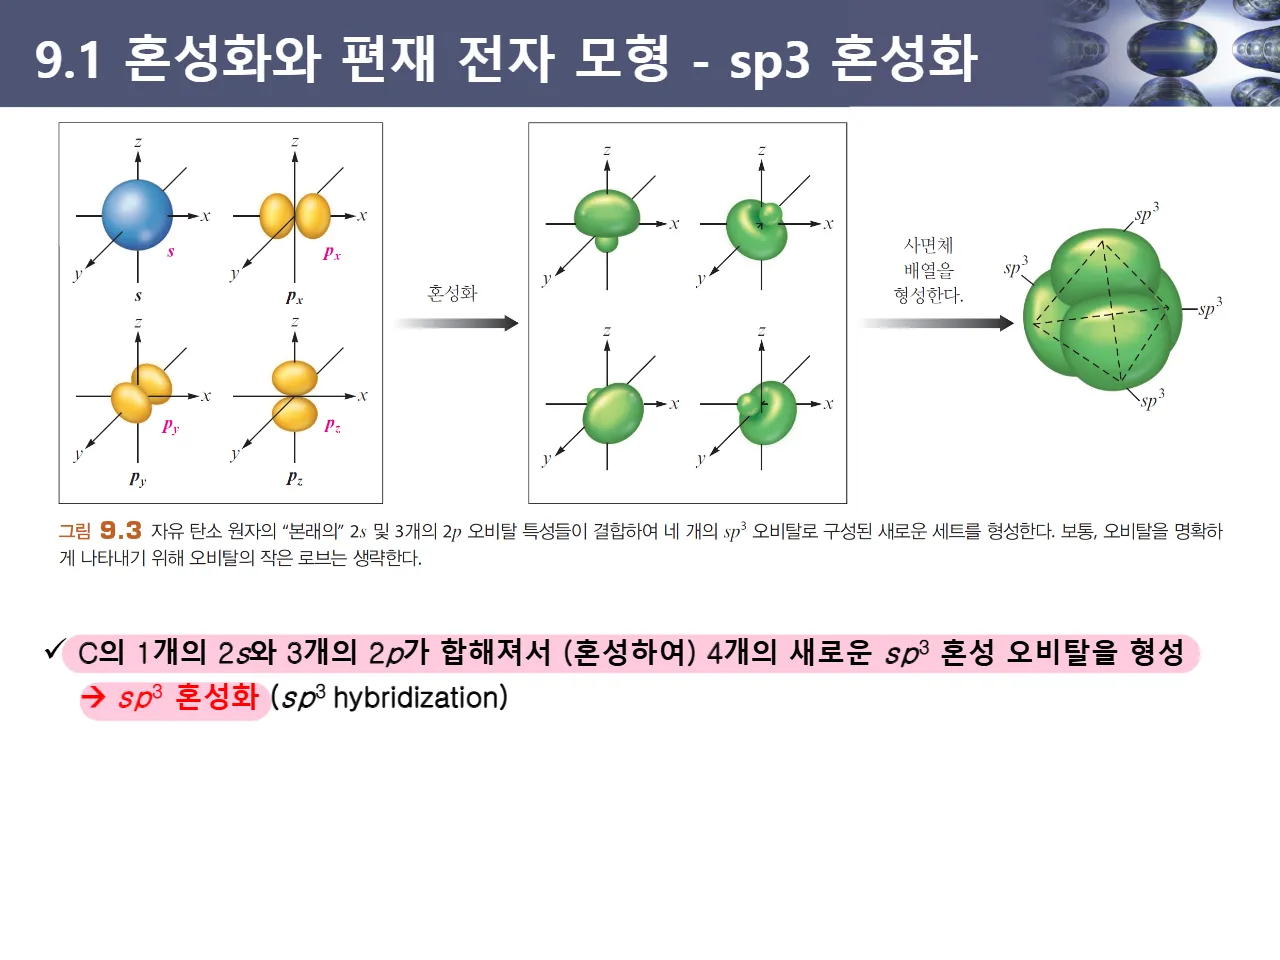 9.1 혼성화와 편재 전자 모형 - sp3 혼성화
z
x
y
s
s
z
x
y
px
px
z
x
y
py
py
z
x
y
pz
pz
혼성화
z
x
y
z
x
y
z
x
y
z
x
y
사면체
배열을
형성한다.
sp³
sp³
sp³
sp³
그림 9.3 자유 탄소 원자의 “본래의” 2s 및 3개의 2p 오비탈 특성들이 결합하여 네 개의 sp³ 오비탈로 구성된 새로운 세트를 형성한다. 보통, 오비탈을 명확하
게 나타내기 위해 오비탈의 작은 로브는 생략한다.
✓ C의 1개의 2s와 3개의 2p가 합해져서 (혼성하여) 4개의 새로운 sp³ 혼성 오비탈을 형성
→ sp³ 혼성화 (sp³ hybridization)